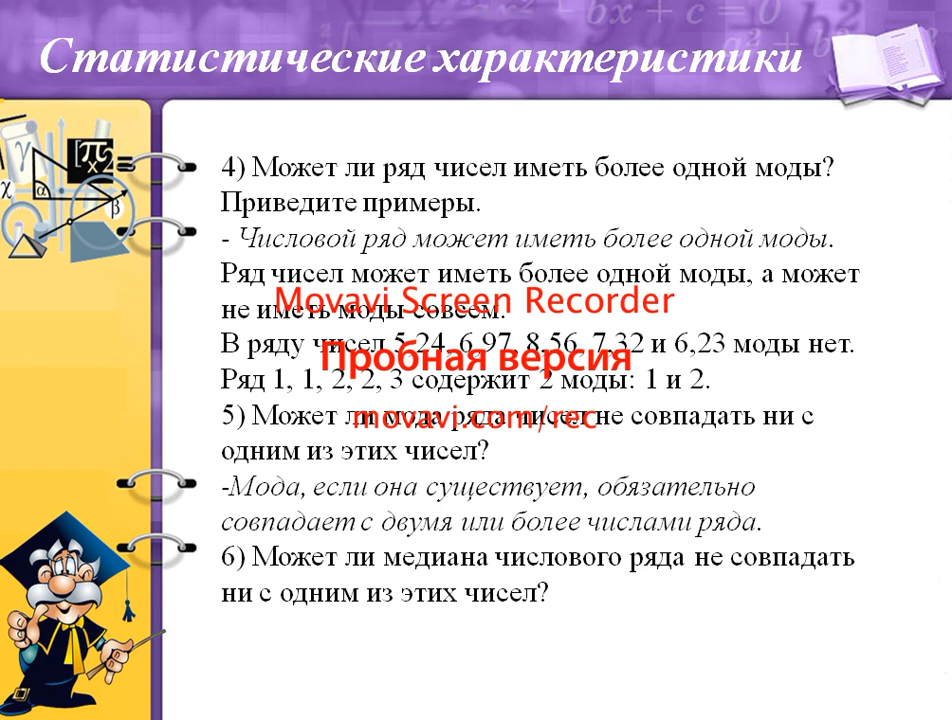 Статистические характеристики
4) Может ли ряд чисел иметь более одной моды?
Приведите примеры.
- Числовой ряд может иметь более одной моды.
Ряд чисел может иметь более одной моды, а может
не иметь моды совсем.
Movavi Screen Recorder
В ряду чисел 5,24, 6,97, 8,56, 7,32 и 6,23 моды нет.
Пробная версия
Ряд 1, 1, 2, 2, 3 содержит 2 моды: 1 и 2.
5) Может ли мода ряда чисел не совпадать ни с
movavi.com/rec
одним из этих чисел?
-Мода, если она существует, обязательно
совпадает с двумя или более числами ряда.
6) Может ли медиана числового ряда не совпадать
ни с одним из этих чисел?